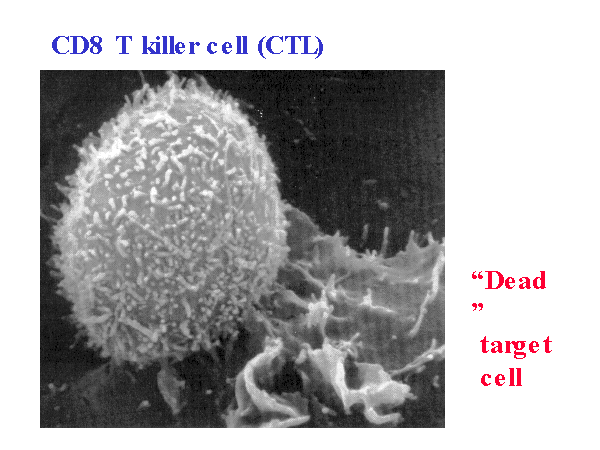 CD8 T killer cell (CTL)
“Dead
”
target
cell